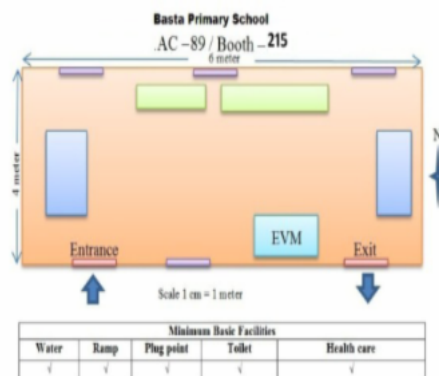 Basta Primary School
AC –89 / Booth – 215
6 meter
4 meter
N
EVM
Entrance
Exit
Scale 1 cm = 1 meter
Minimum Basic Facilities
Water Ramp Plug point Toilet Health care
√ √ √ √ √